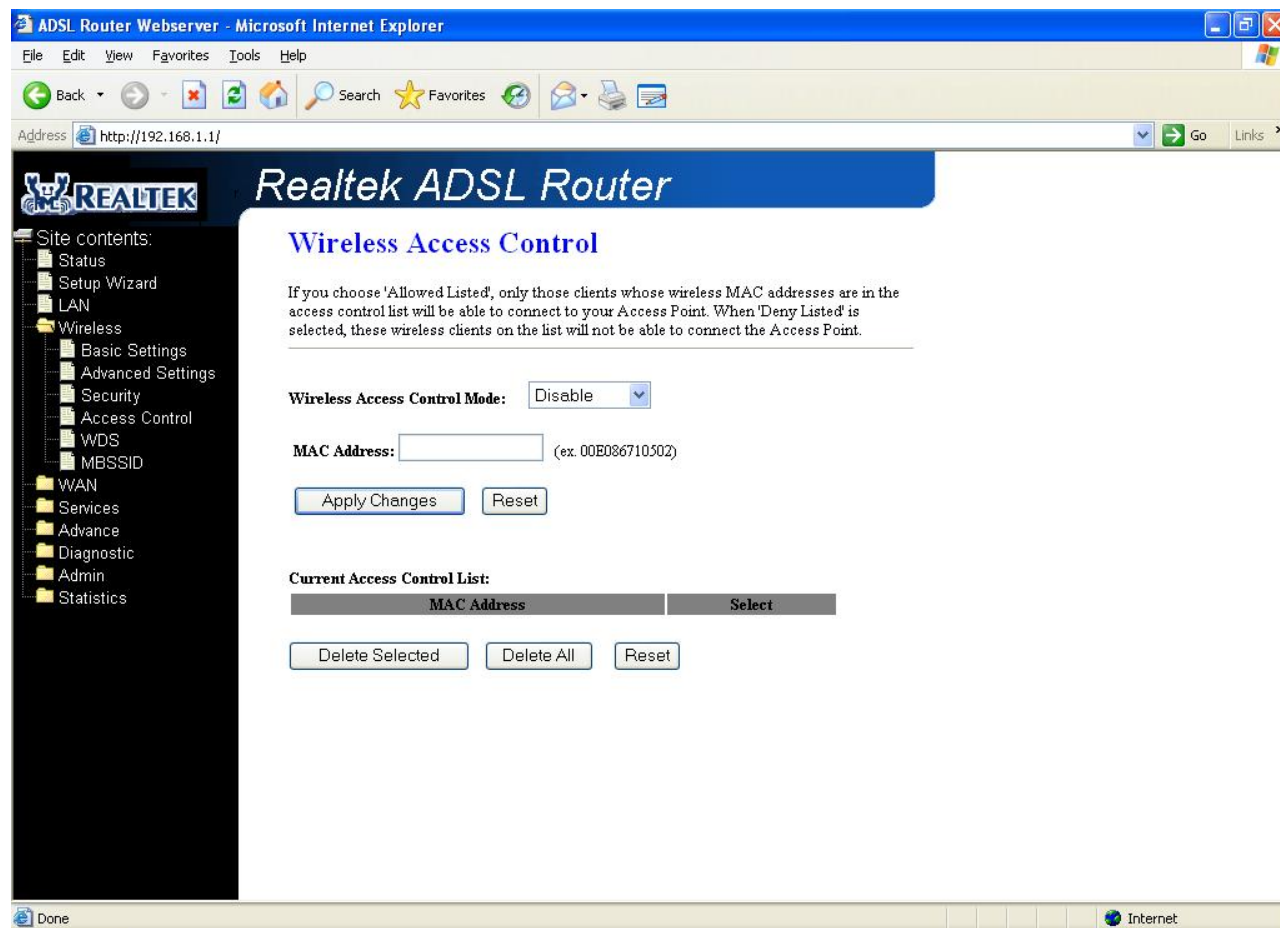 ADSL Router Webserver - Microsoft Internet Explorer
File Edit View Favorites Tools Help
Back Search Favorites
Address http://192.168.1.1/ Go Links
REALTEK
Realtek ADSL Router
Site contents:
Status
Setup Wizard
LAN
Wireless
Basic Settings
Advanced Settings
Security
Access Control
WDS
MBSSID
WAN
Services
Advance
Diagnostic
Admin
Statistics
Wireless Access Control
If you choose 'Allowed Listed', only those clients whose wireless MAC addresses are in the
access control list will be able to connect to your Access Point. When 'Deny Listed' is
selected, these wireless clients on the list will not be able to connect the Access Point.
Wireless Access Control Mode: Disable
MAC Address: (ex. 00E086710502)
Apply Changes Reset
Current Access Control List:
MAC Address Select
Delete Selected Delete All Reset
Done Internet